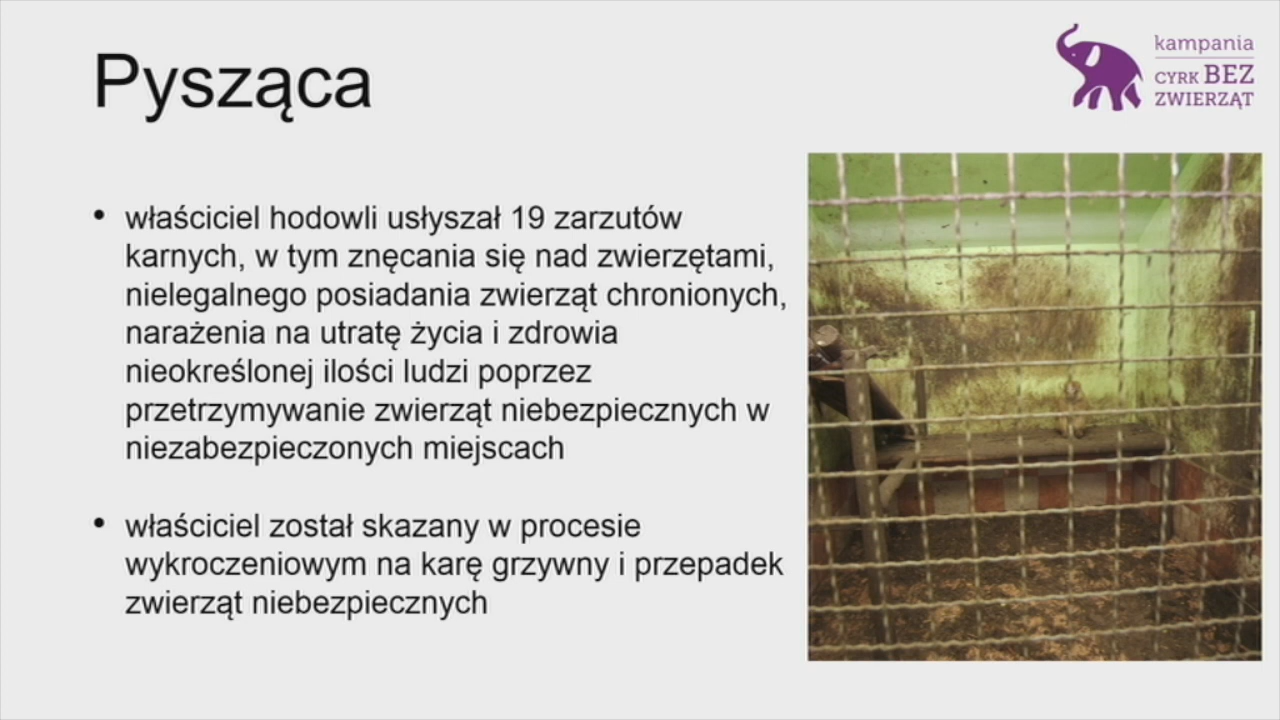 Pysząca
kampania
CYRK BEZ
ZWIERZĄT
• właściciel hodowli usłyszał 19 zarzutów
karnych, w tym znęcania się nad zwierzętami,
nielegalnego posiadania zwierząt chronionych,
narażenia na utratę życia i zdrowia
nieokreślonej ilości ludzi poprzez
przetrzymywanie zwierząt niebezpiecznych w
niezabezpieczonych miejscach
• właściciel został skazany w procesie
wykroczeniowym na karę grzywny i przepadek
zwierząt niebezpiecznych